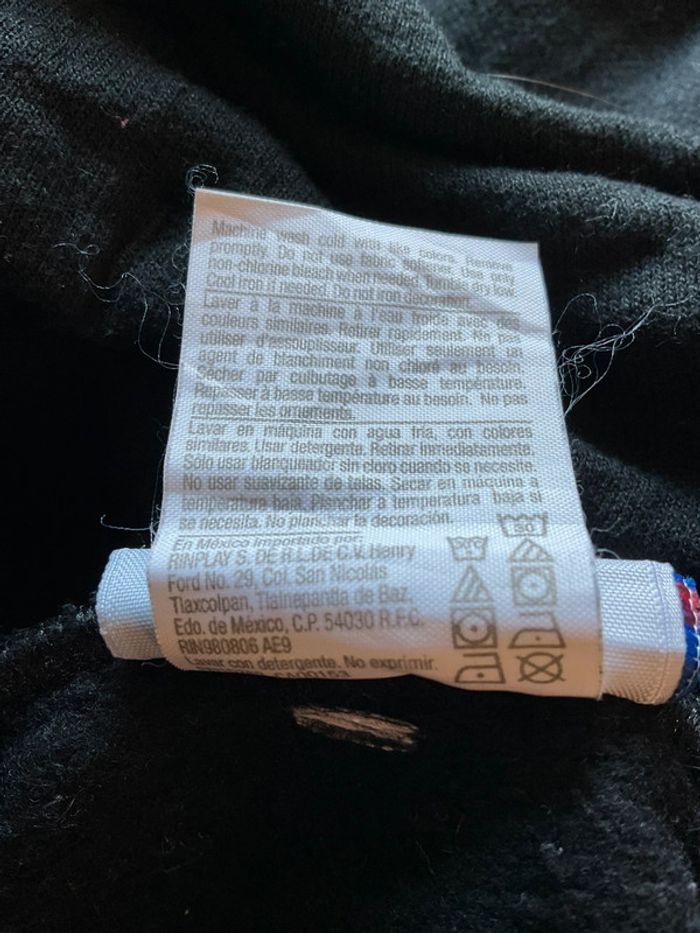 Machine wash cold with like colors. Remove
promptly. Do not use fabric softener. Use only
non-chlorine bleach when needed. Tumble dry low.
Cool iron if needed. Do not iron decoration.
Laver à la machine à l'eau froide avec des
couleurs similaires. Retirer rapidement. Ne pas
utiliser d'assouplisseur. Utiliser seulement un
agent de blanchiment non chloré au besoin.
Sécher par culbutage à basse température.
Repasser à basse température au besoin. Ne pas
repasser les ornements.
Lavar en máquina con agua fría, con colores
similares. Usar detergente. Retirar inmediatamente.
Sólo usar blanqueador sin cloro cuando se necesite.
No usar suavizante de telas. Secar en máquina a
temperatura baja. Planchar a temperatura baja si
se necesita. No planchar la decoración.
En México Importado por:
RINPLAY S. DE R.L. DE C.V. Henry
Ford No. 29, Col. San Nicolás
Tlaxcolpan, Tlalnepantla de Baz,
Edo. de México, C.P. 54030 R.F.C.
RIN980806 AE9
Lavar con detergente. No exprimir.
CA00153